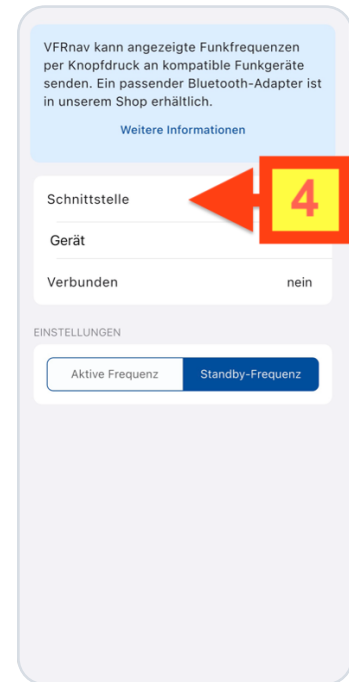 VFRnav kann angezeigte Funkfrequenzen
per Knopfdruck an kompatible Funkgeräte
senden. Ein passender Bluetooth-Adapter ist
in unserem Shop erhältlich.
Weitere Informationen
Schnittstelle
4
Gerät
Verbunden nein
EINSTELLUNGEN
Aktive Frequenz Standby-Frequenz